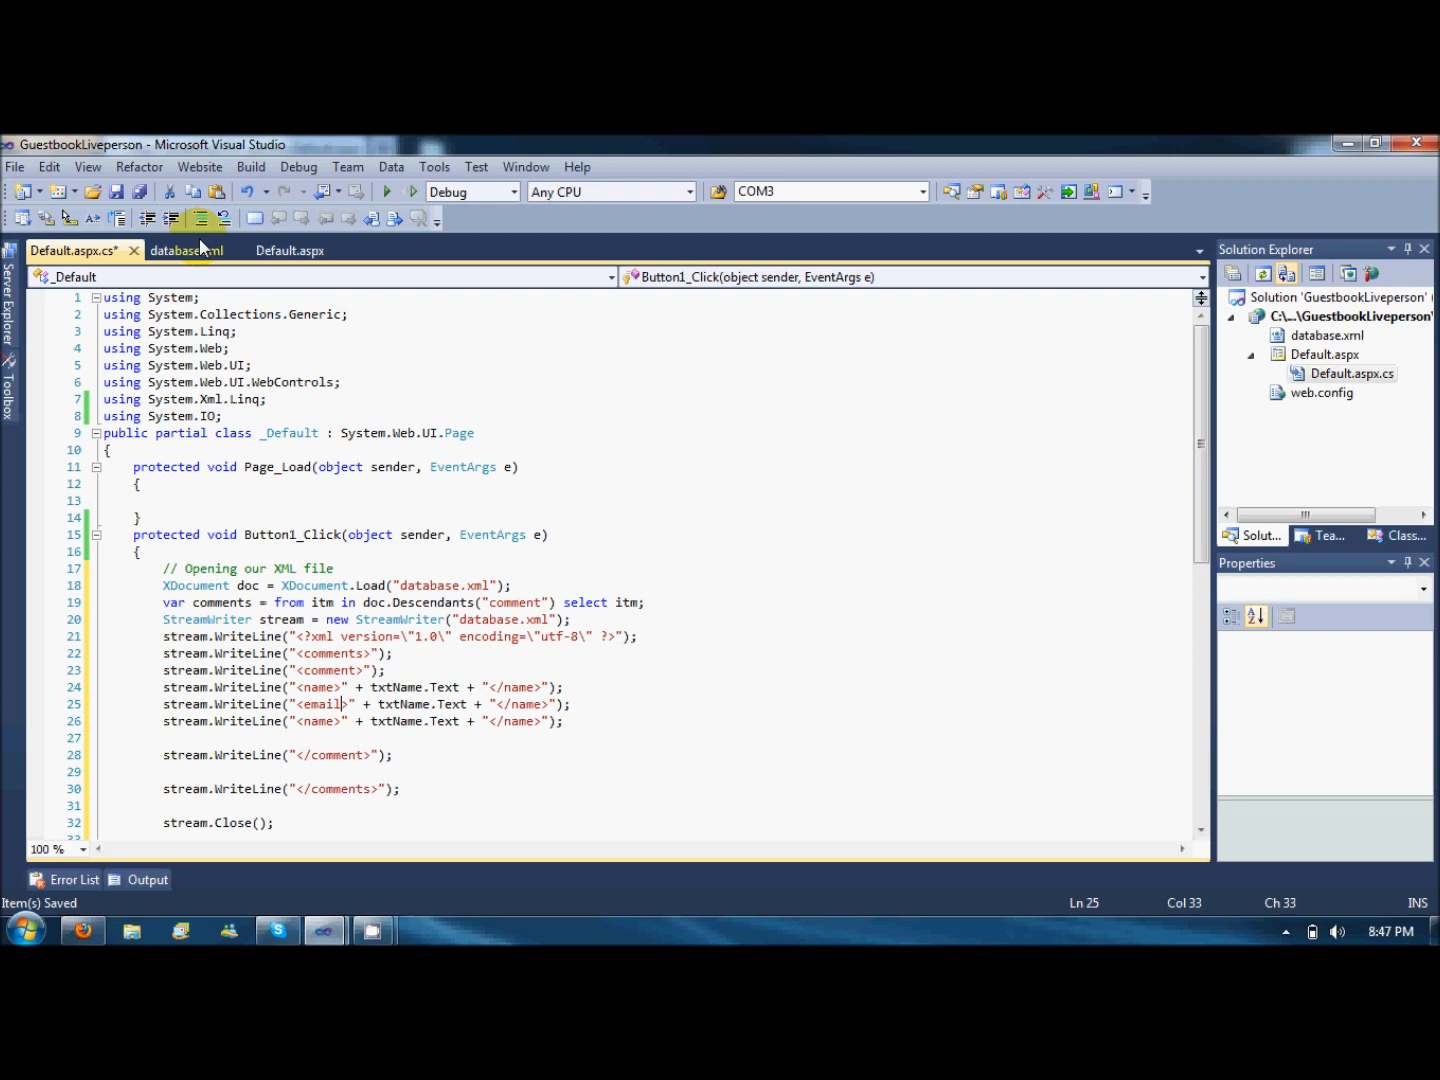 GuestbookLiveperson - Microsoft Visual Studio
File Edit View Refactor Website Build Debug Team Data Tools Test Window Help
Debug Any CPU COM3
Default.aspx.cs* database.xml Default.aspx
_Default Button1_Click(object sender, EventArgs e)
Server Explorer
Toolbox
1 using System;
2 using System.Collections.Generic;
3 using System.Linq;
4 using System.Web;
5 using System.Web.UI;
6 using System.Web.UI.WebControls;
7 using System.Xml.Linq;
8 using System.IO;
9 public partial class _Default : System.Web.UI.Page
10 {
11 protected void Page_Load(object sender, EventArgs e)
12 {
13
14 }
15 protected void Button1_Click(object sender, EventArgs e)
16 {
17 // Opening our XML file
18 XDocument doc = XDocument.Load("database.xml");
19 var comments = from itm in doc.Descendants("comment") select itm;
20 StreamWriter stream = new StreamWriter("database.xml");
21 stream.WriteLine("<?xml version=\"1.0\" encoding=\"utf-8\" ?>");
22 stream.WriteLine("<comments>");
23 stream.WriteLine("<comment>");
24 stream.WriteLine("<name>" + txtName.Text + "</name>");
25 stream.WriteLine("<email>" + txtName.Text + "</name>");
26 stream.WriteLine("<name>" + txtName.Text + "</name>");
27
28 stream.WriteLine("</comment>");
29
30 stream.WriteLine("</comments>");
31
32 stream.Close();
33
100 %
Solution Explorer
Solution 'GuestbookLiveperson' (
C:\...\GuestbookLiveperson\
database.xml
Default.aspx
Default.aspx.cs
web.config
Solut... Tea... Class...
Properties
Error List Output
Item(s) Saved Ln 25 Col 33 Ch 33 INS
8:47 PM